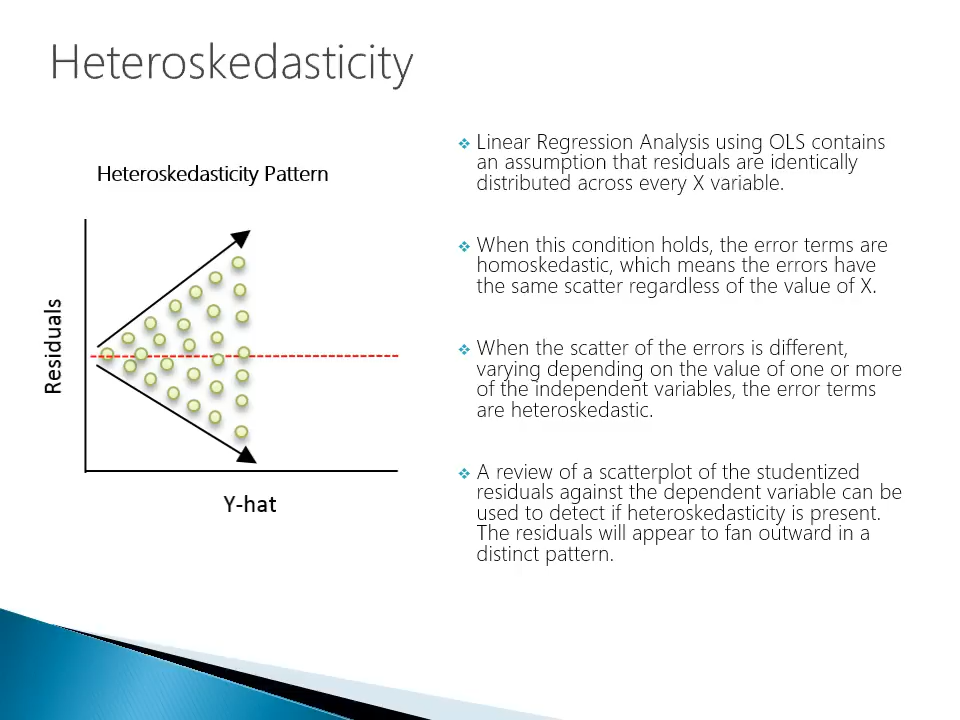 Heteroskedasticity
Heteroskedasticity Pattern
Residuals
Y-hat
Linear Regression Analysis using OLS contains
an assumption that residuals are identically
distributed across every X variable.
When this condition holds, the error terms are
homoskedastic, which means the errors have
the same scatter regardless of the value of X.
When the scatter of the errors is different,
varying depending on the value of one or more
of the independent variables, the error terms
are heteroskedastic.
A review of a scatterplot of the studentized
residuals against the dependent variable can be
used to detect if heteroskedasticity is present.
The residuals will appear to fan outward in a
distinct pattern.